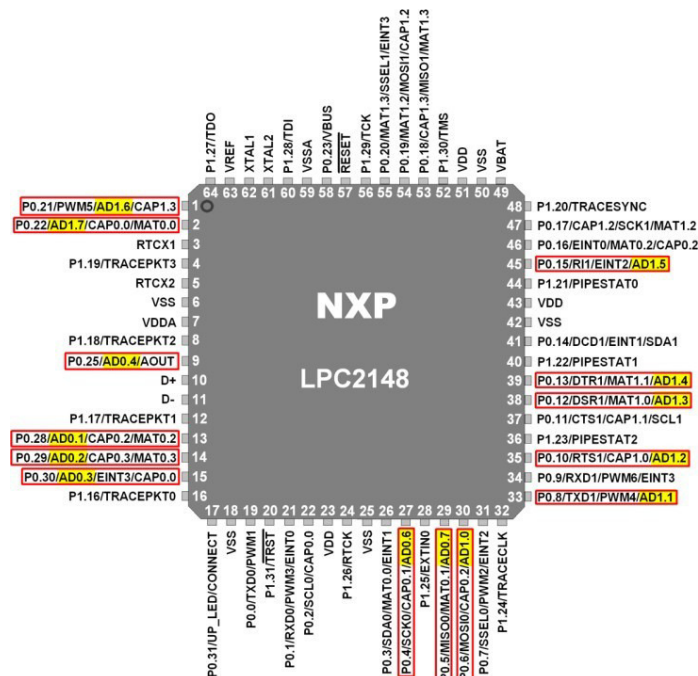 P1.27/TDO
VREF
XTAL1
XTAL2
P1.28/TDI
VSSA
P0.23/VBUS
RESET
P1.29/TCK
P0.20/MAT1.3/SSEL1/EINT3
P0.19/MAT1.2/MOSI1/CAP1.2
P0.18/CAP1.3/MISO1/MAT1.3
P1.30/TMS
VDD
VSS
VBAT
64 63 62 61 60 59 58 57 56 55 54 53 52 51 50 49
P0.21/PWM5/AD1.6/CAP1.3 1
P0.22/AD1.7/CAP0.0/MAT0.0 2
RTCX1 3
P1.19/TRACEPKT3 4
RTCX2 5
VSS 6
VDDA 7
P1.18/TRACEPKT2 8
P0.25/AD0.4/AOUT 9
D+ 10
D- 11
P1.17/TRACEPKT1 12
P0.28/AD0.1/CAP0.2/MAT0.2 13
P0.29/AD0.2/CAP0.3/MAT0.3 14
P0.30/AD0.3/EINT3/CAP0.0 15
P1.16/TRACEPKT0 16
NXP
LPC2148
48 P1.20/TRACESYNC
47 P0.17/CAP1.2/SCK1/MAT1.2
46 P0.16/EINT0/MAT0.2/CAP0.2
45 P0.15/RI1/EINT2/AD1.5
44 P1.21/PIPESTAT0
43 VDD
42 VSS
41 P0.14/DCD1/EINT1/SDA1
40 P1.22/PIPESTAT1
39 P0.13/DTR1/MAT1.1/AD1.4
38 P0.12/DSR1/MAT1.0/AD1.3
37 P0.11/CTS1/CAP1.1/SCL1
36 P1.23/PIPESTAT2
35 P0.10/RTS1/CAP1.0/AD1.2
34 P0.9/RXD1/PWM6/EINT3
33 P0.8/TXD1/PWM4/AD1.1
17 18 19 20 21 22 23 24 25 26 27 28 29 30 31 32
P0.31/UP_LED/CONNECT
VSS
P0.0/TXD0/PWM1
P1.31/TRST
P0.1/RXD0/PWM3/EINT0
P0.2/SCL0/CAP0.0
VDD
P1.26/RTCK
VSS
P0.3/SDA0/MAT0.0/EINT1
P0.4/SCK0/CAP0.1/AD0.6
P1.25/EXTIN0
P0.5/MISO0/MAT0.1/AD0.7
P0.6/MOSI0/CAP0.2/AD1.0
P0.7/SSEL0/PWM2/EINT2
P1.24/TRACECLK